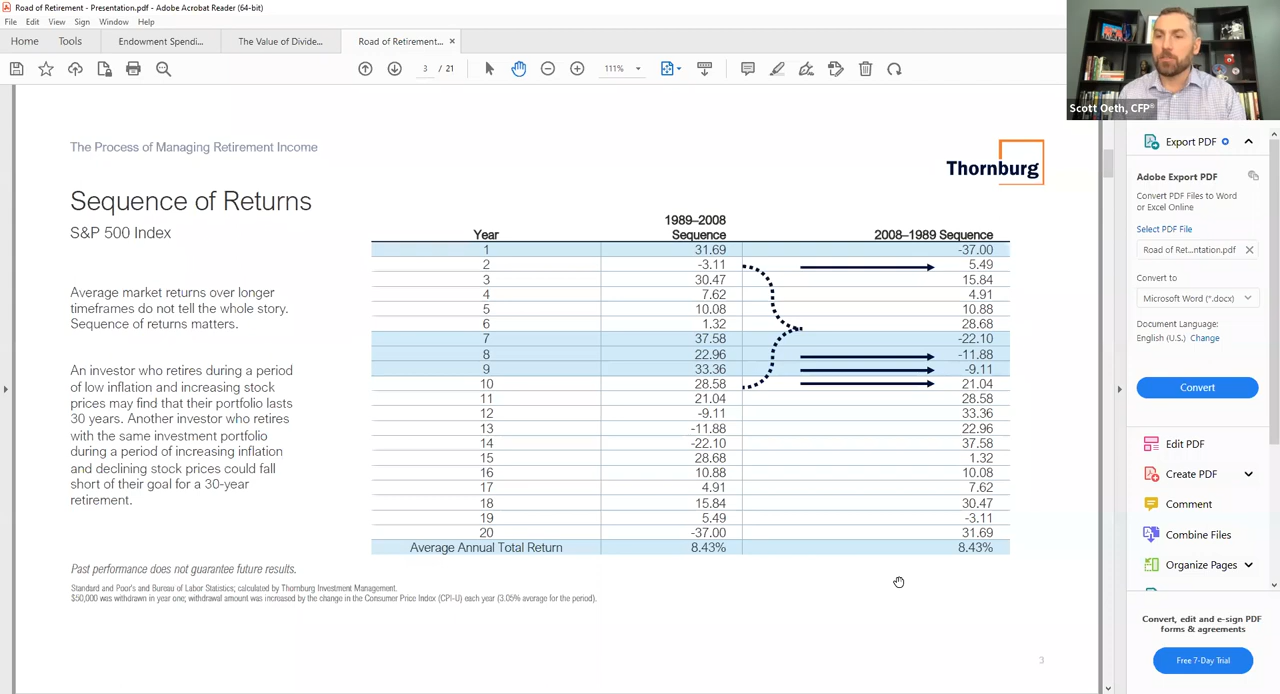 Road of Retirement - Presentation.pdf - Adobe Acrobat Reader (64-bit)
File Edit View Sign Window Help
Home Tools Endowment Spendi... The Value of Divide... Road of Retirement... ×
3 / 21 111%
Scott Oeth, CFP®
The Process of Managing Retirement Income
Thornburg
Sequence of Returns
S&P 500 Index
Average market returns over longer
timeframes do not tell the whole story.
Sequence of returns matters.
An investor who retires during a period
of low inflation and increasing stock
prices may find that their portfolio lasts
30 years. Another investor who retires
with the same investment portfolio
during a period of increasing inflation
and declining stock prices could fall
short of their goal for a 30-year
retirement.
Year 1989–2008 Sequence 2008–1989 Sequence
1 31.69 -37.00
2 -3.11 5.49
3 30.47 15.84
4 7.62 4.91
5 10.08 10.88
6 1.32 28.68
7 37.58 -22.10
8 22.96 -11.88
9 33.36 -9.11
10 28.58 21.04
11 21.04 28.58
12 -9.11 33.36
13 -11.88 22.96
14 -22.10 37.58
15 28.68 1.32
16 10.88 10.08
17 4.91 7.62
18 15.84 30.47
19 5.49 -3.11
20 -37.00 31.69
Average Annual Total Return 8.43% 8.43%
Past performance does not guarantee future results.
Standard and Poor's and Bureau of Labor Statistics; calculated by Thornburg Investment Management.
$50,000 was withdrawn in year one; withdrawal amount was increased by the change in the Consumer Price Index (CPI-U) each year (3.05% average for the period).
3
Export PDF
Adobe Export PDF
Convert PDF Files to Word
or Excel Online
Select PDF File
Road of Ret...ntation.pdf ×
Convert to
Microsoft Word (*.docx)
Document Language:
English (U.S.) Change
Convert
Edit PDF
Create PDF
Comment
Combine Files
Organize Pages
Convert, edit and e-sign PDF
forms & agreements
Free 7-Day Trial